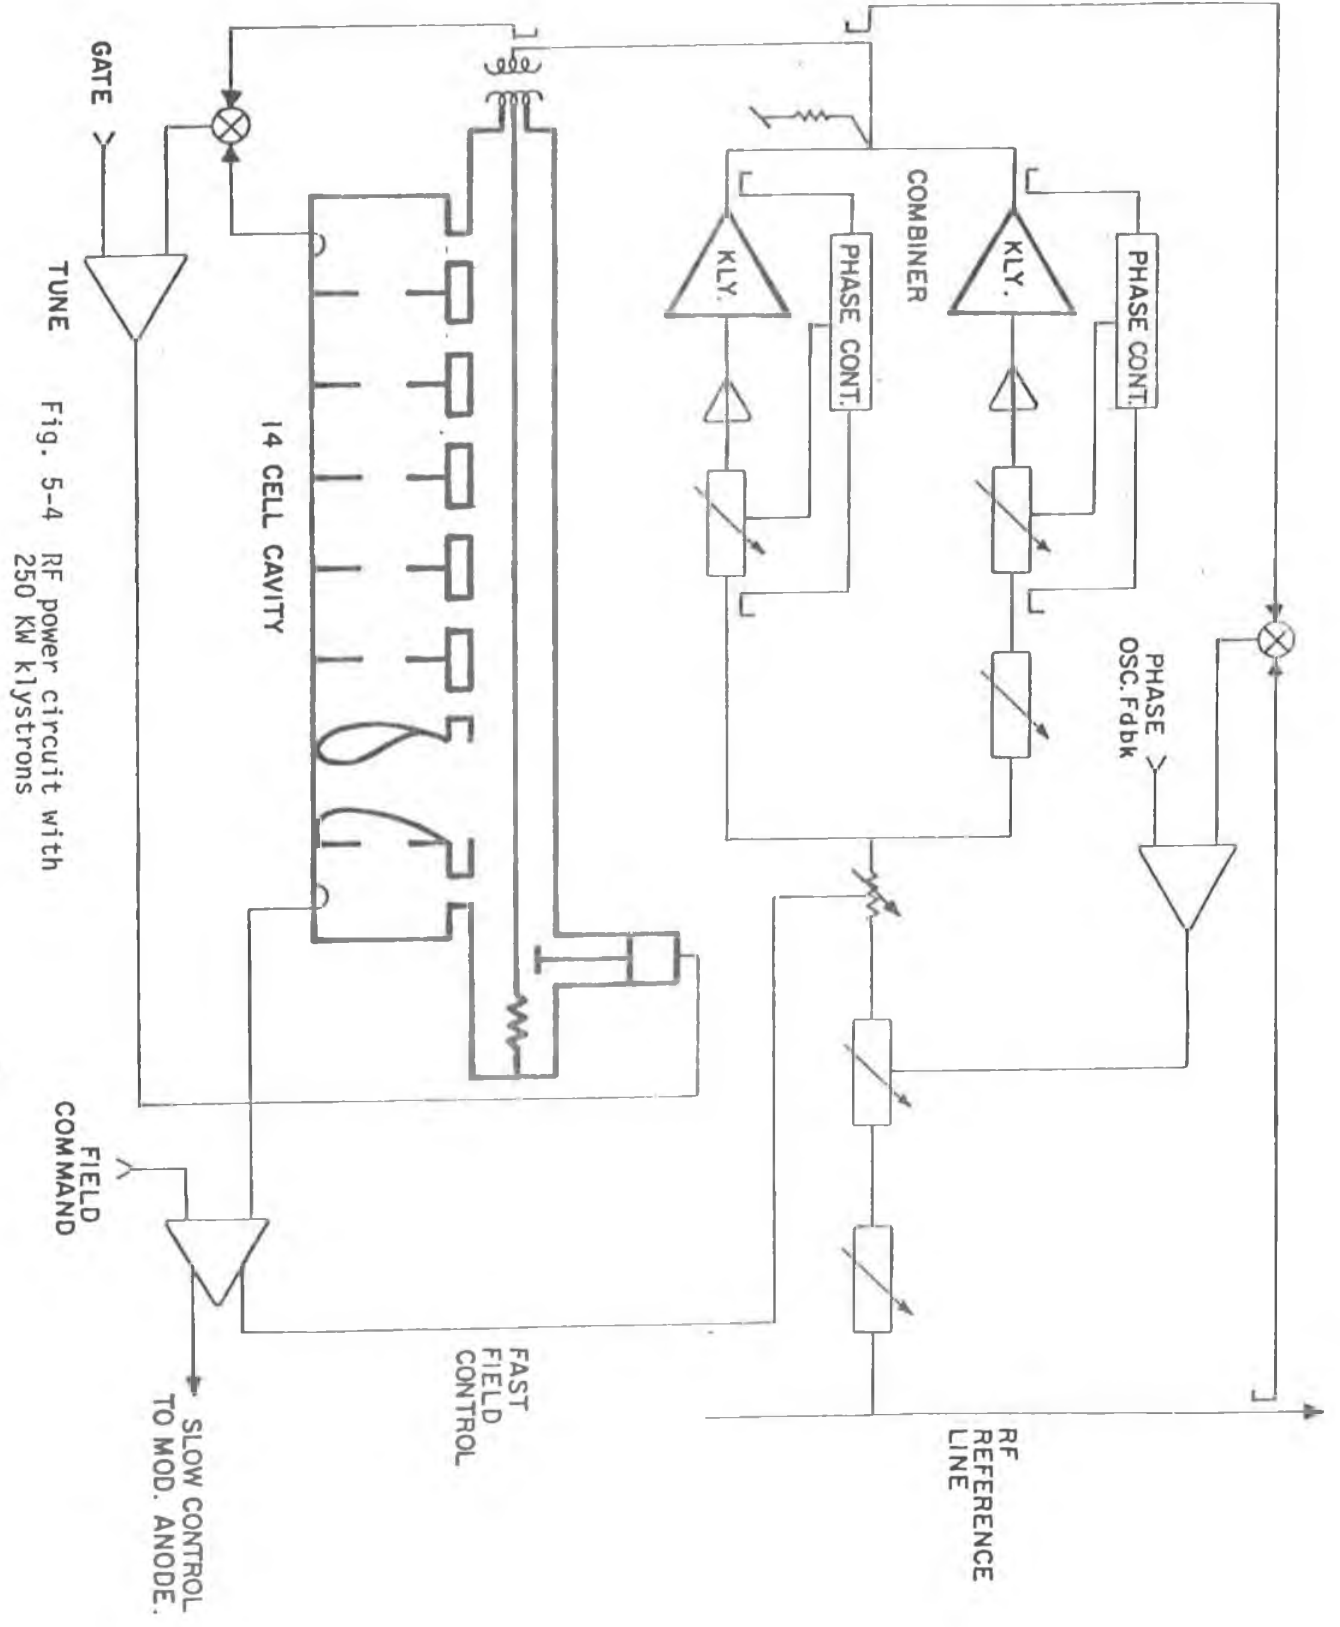 RF
REFERENCE
LINE
PHASE
OSC. Fdbk
PHASE CONT.
KLY.
COMBINER
PHASE CONT.
KLY.
FAST
FIELD
CONTROL
14 CELL CAVITY
GATE
TUNE
FIELD
COMMAND
SLOW CONTROL
TO MOD. ANODE.
Fig. 5-4 RF power circuit with
250 KW klystrons